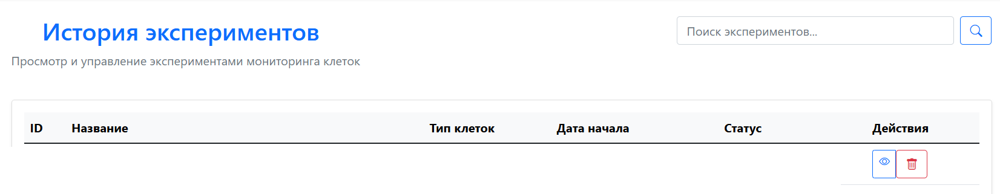 История экспериментов
Поиск экспериментов...
Просмотр и управление экспериментами мониторинга клеток
ID Название Тип клеток Дата начала Статус Действия